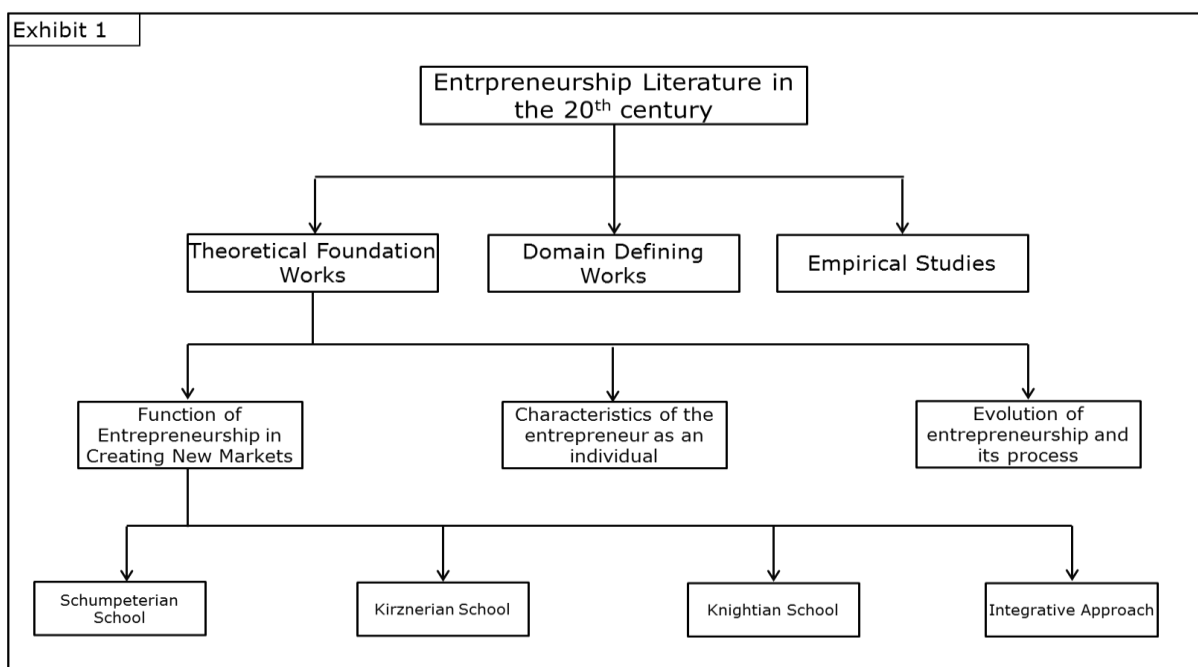 Exhibit 1
Entrpreneurship Literature in
the 20th century
Theoretical Foundation
Works
Domain Defining
Works
Empirical Studies
Function of
Entrepreneurship in
Creating New Markets
Characteristics of the
entrepreneur as an
individual
Evolution of
entrepreneurship and
its process
Schumpeterian
School
Kirznerian School
Knightian School
Integrative Approach